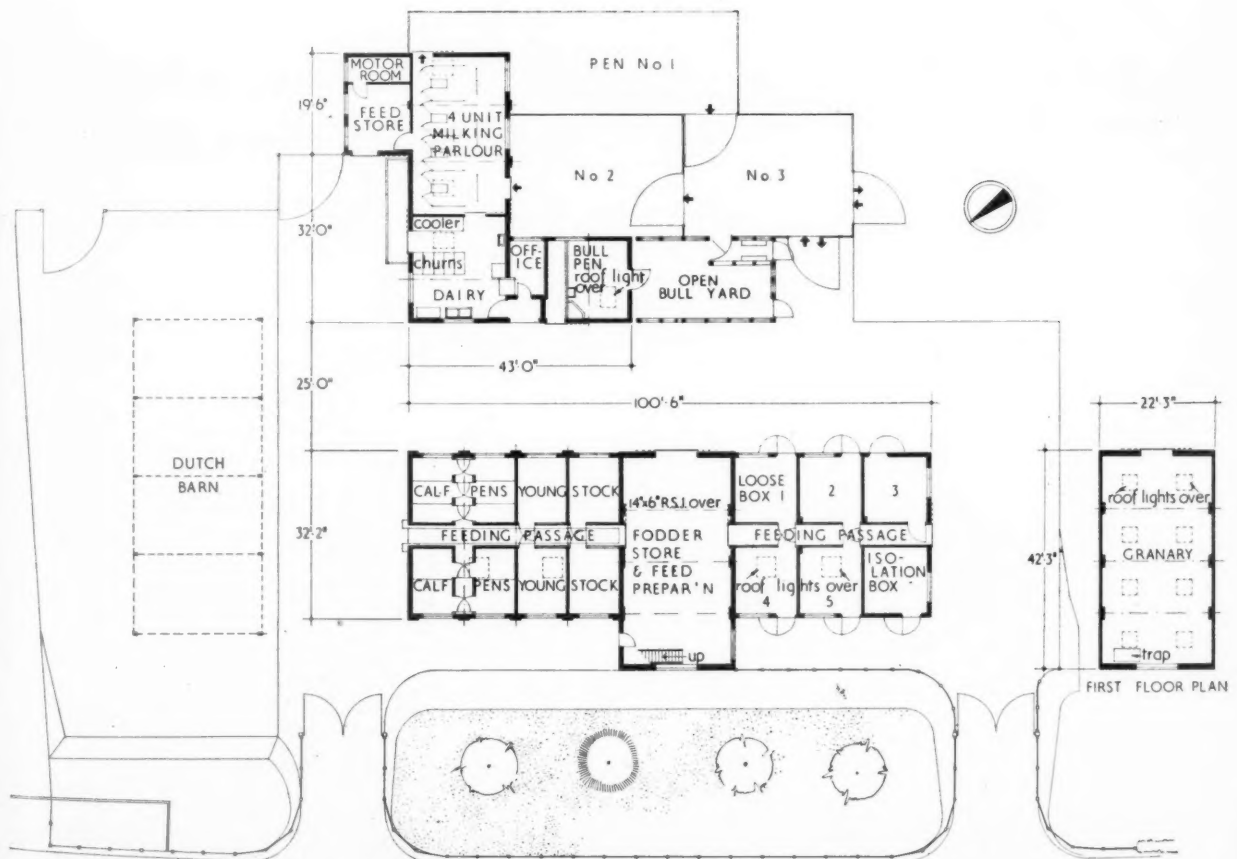 PEN No 1
MOTOR
ROOM
19'.6"
FEED
STORE
4 UNIT
MILKING
PARLOUR
No 2
No 3
32'.0"
cooler
churns
DAIRY
OFF-
ICE
BULL
PEN
roof light
over
OPEN
BULL YARD
43'.0"
25'.0"
100'.6"
22'.3"
DUTCH
BARN
CALF PENS YOUNG STOCK
14"x6" R.S.J. over
LOOSE
BOX 1
2
3
roof lights over
32'.2"
FEEDING PASSAGE
FODDER
STORE
& FEED
PREPAR'N
FEEDING PASSAGE
42'.3"
GRANARY
CALF PENS YOUNG STOCK
roof lights over
4
5
ISO-
LATION
BOX
up
trap
FIRST FLOOR PLAN